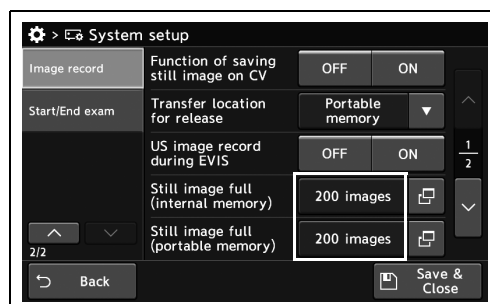 > System setup
Image record
Start/End exam
2/2
Function of saving
still image on CV
OFF ON
Transfer location
for release
Portable
memory
US image record
during EVIS
OFF ON
Still image full
(internal memory)
200 images
Still image full
(portable memory)
200 images
1
2
Back
Save &
Close